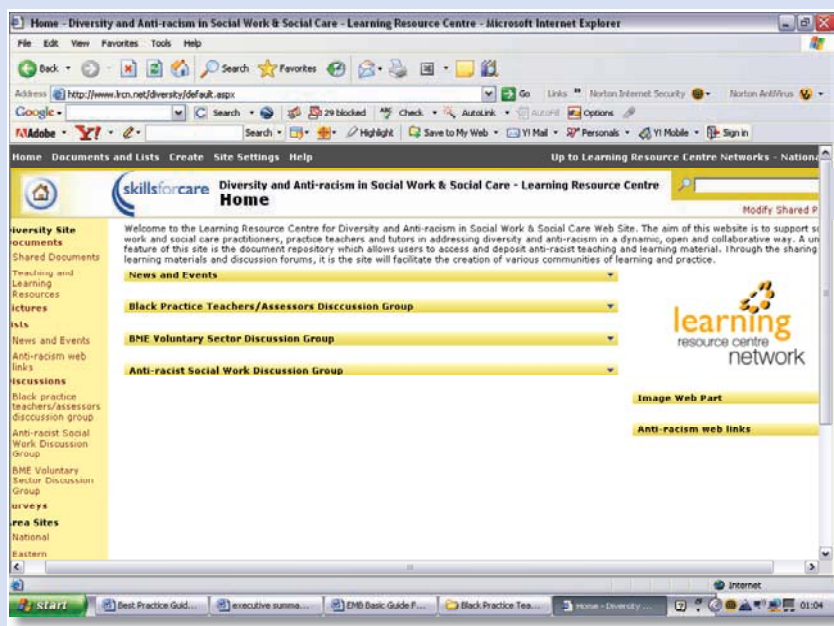 Home - Diversity and Anti-racism in Social Work & Social Care - Learning Resource Centre - Microsoft Internet Explorer
File Edit View Favorites Tools Help
Back Search Favorites
Address http://www.lrcn.net/diversity/default.aspx Go Links Norton Internet Security Norton AntiVirus
Google Search 29 blocked Check AutoLink AutoFill Options
Adobe Y! Search Highlight Save to My Web Y! Mail Personals Y! Mobile Sign in
Home Documents and Lists Create Site Settings Help Up to Learning Resource Centre Networks - Nationa
skillsforcare Diversity and Anti-racism in Social Work & Social Care - Learning Resource Centre
Home
Modify Shared P
iversity Site
ocuments
Shared Documents
Teaching and
Learning
Resources
ictures
ists
News and Events
Anti-racism web
links
iscussions
Black practice
teachers/assessors
disccussion group
Anti-racist Social
Work Discussion
Group
BME Voluntary
Sector Discussion
Group
urveys
rea Sites
National
Eastern
Welcome to the Learning Resource Centre for Diversity and Anti-racism in Social Work & Social Care Web Site. The aim of this website is to support so
work and social care practitioners, practice teachers and tutors in addressing diversity and anti-racism in a dynamic, open and collaborative way. A un
feature of this site is the document repository which allows users to access and deposit anti-racist teaching and learning material. Through the sharing
learning materials and discussion forums, it is the site will facilitate the creation of various communities of learning and practice.
News and Events
Black Practice Teachers/Assessors Disccussion Group
BME Voluntary Sector Discussion Group
Anti-racist Social Work Discussion Group
learning
resource centre
network
Image Web Part
Anti-racism web links
Internet
start Best Practice Guid... executive summa... EMB Basic Guide F... Black Practice Tea... Home - Diversity ... 01:04